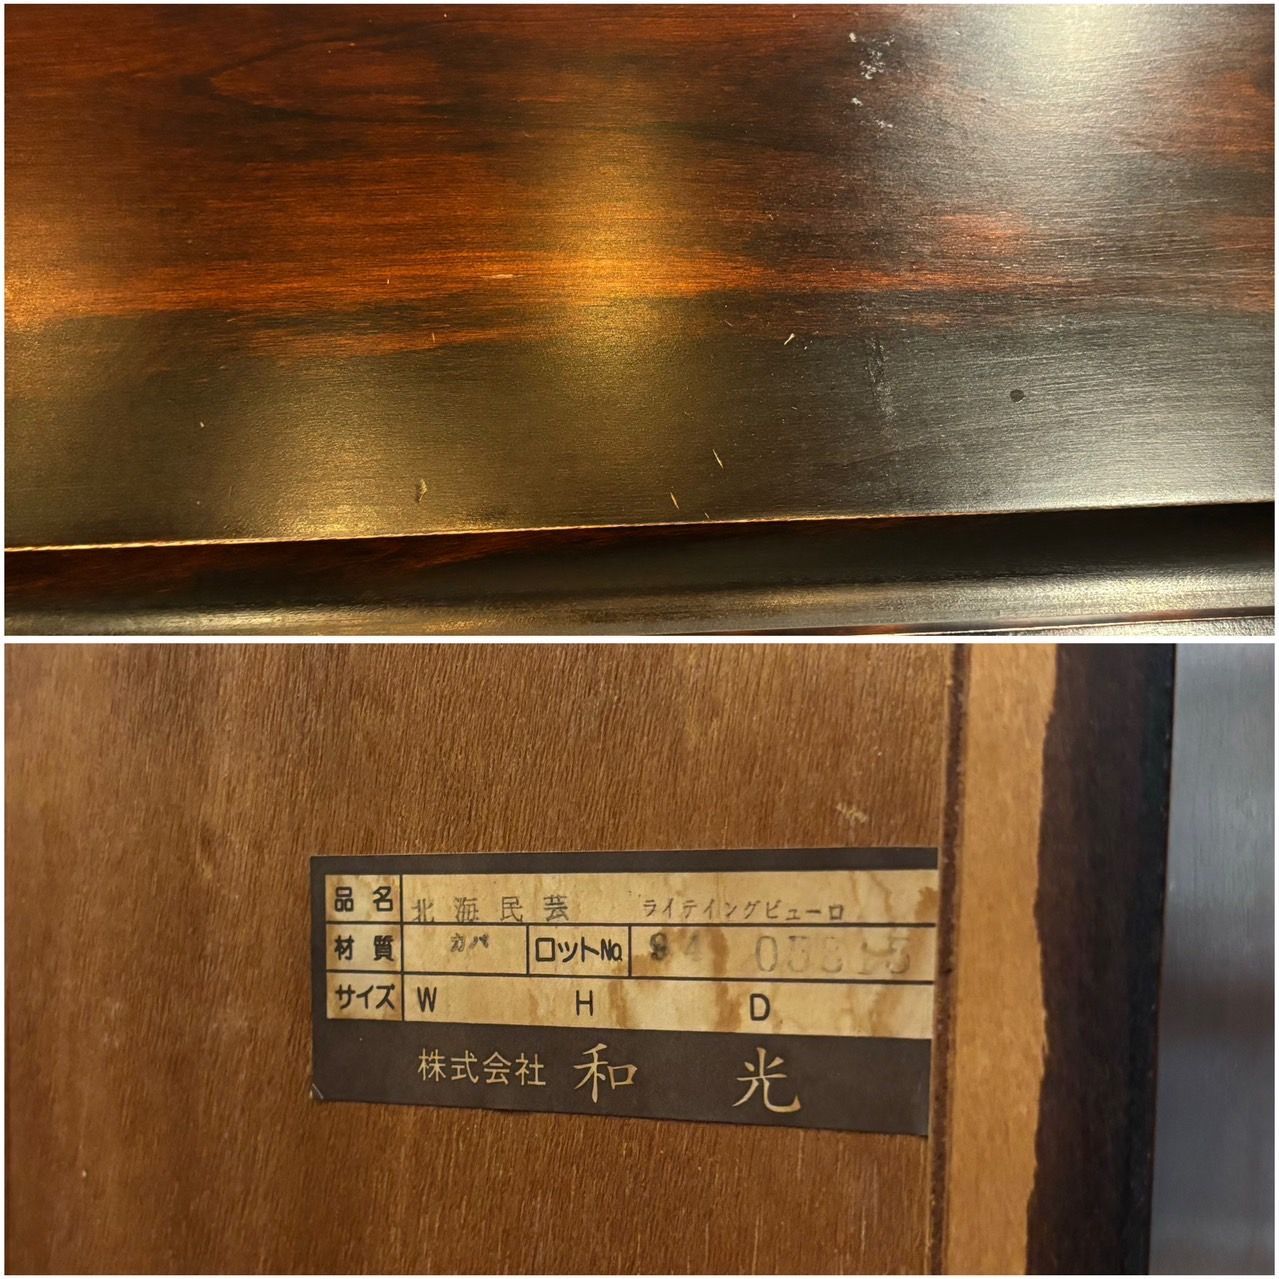 品名 北海民芸 ライテイングビューロ
材質 カバ ロットNo. 94
サイズ W H D
株式会社 和光